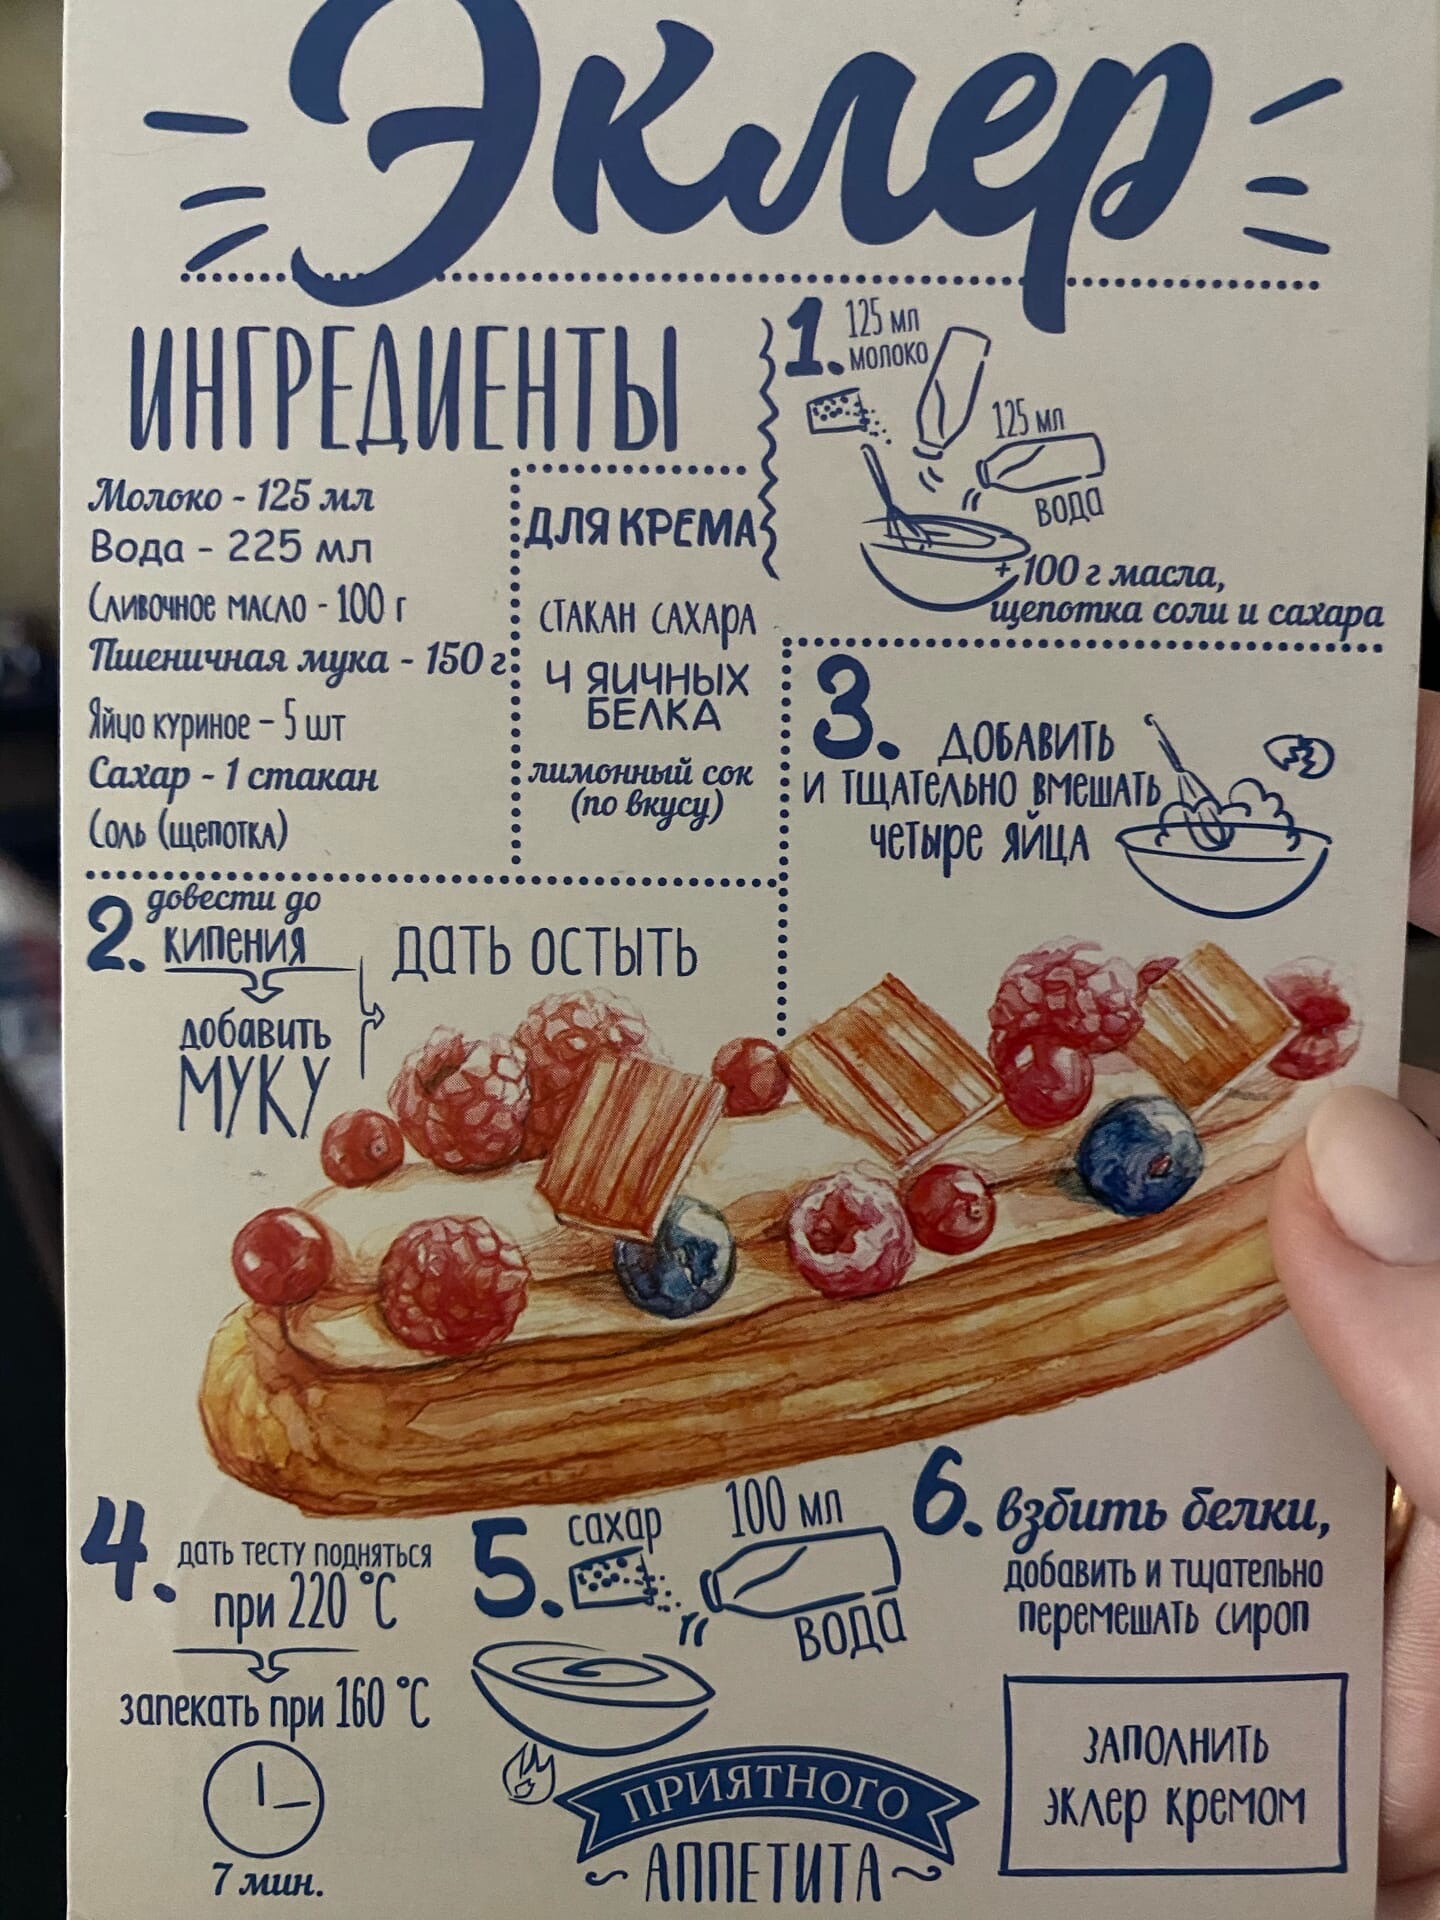 Эклер
ИНГРЕДИЕНТЫ
Молоко - 125 мл
Вода - 225 мл
Сливочное масло - 100 г
Пшеничная мука - 150 г
Яйцо куриное - 5 шт
Сахар - 1 стакан
Соль (щепотка)
ДЛЯ КРЕМА
СТАКАН САХАРА
4 ЯИЧНЫХ
БЕЛКА
лимонный сок
(по вкусу)
1. 125 мл
молоко
125 мл
вода
+ 100 г масла,
щепотка соли и сахара
2. довести до
кипения
добавить
МУКУ
дать остыть
3. ДОБАВИТЬ
И ТЩАТЕЛЬНО ВМЕШАТЬ
четыре яйца
4. дать тесту подняться
при 220 °C
запекать при 160 °C
7 мин.
5. сахар
100 мл
вода
6. взбить белки,
добавить и тщательно
перемешать сироп
ЗАПОЛНИТЬ
эклер кремом
ПРИЯТНОГО
АППЕТИТА